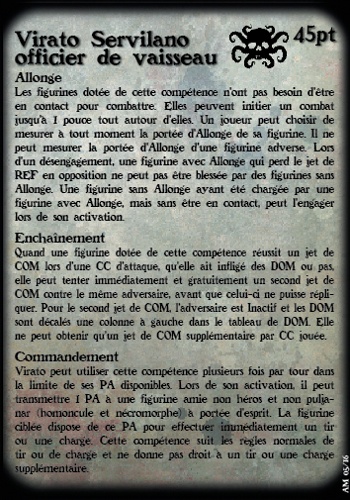 Virato Servilano 45pt
officier de vaisseau
Allonge
Les figurines dotée de cette compétence n'ont pas besoin d'être
en contact pour combattre. Elles peuvent initier un combat
jusqu'à 1 pouce tout autour d'elles. Un joueur peut choisir de
mesurer à tout moment la portée d'Allonge de sa figurine. Il ne
peut mesurer la portée d'Allonge d'une figurine adverse. Lors
d'un désengagement, une figurine avec Allonge qui perd le jet de
REF en opposition ne peut pas être blessée par des figurines sans
Allonge. Une figurine sans Allonge ayant été chargée par une
figurine avec Allonge, mais sans être en contact, peut l'engager
lors de son activation.
Enchaînement
Quand une figurine dotée de cette compétence réussit un jet de
COM lors d'une CC d'attaque, qu'elle ait infligé des DOM ou pas,
elle peut tenter immédiatement et gratuitement un second jet de
COM contre le même adversaire, avant que celui-ci ne puisse répli-
quer. Pour le second jet de COM, l'adversaire est Inactif et les DOM
sont décalés une colonne à gauche dans le tableau de DOM. Elle
ne peut obtenir qu'un jet de COM supplémentaire par CC jouée.
Commandement
Virato peut utiliser cette compétence plusieurs fois par tour dans
la limite de ses PA disponibles. Lors de son activation, il peut
transmettre 1 PA à une figurine amie non héros et non pulja-
nar (homoncule et nécromorphe) à portée d'esprit. La figurine
ciblée dispose de ce PA pour effectuer immédiatement un tir
ou une charge. Cette compétence suit les règles normales de
tir ou de charge et ne donne pas droit à un tir ou une charge
supplémentaire.
AM 05/16